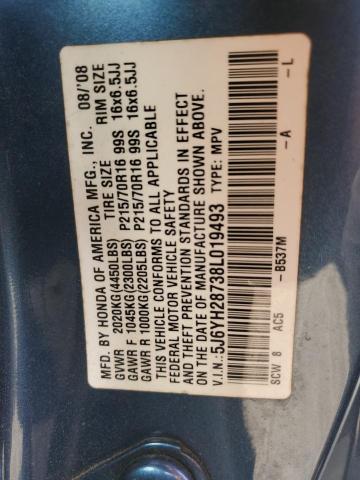 MFD. BY HONDA OF AMERICA MFG., INC. 08/'08
TIRE SIZE RIM SIZE
GVWR 2020KG(4450LBS)
GAWR F 1045KG(2300LBS) P215/70R16 99S 16x6.5JJ
GAWR R 1000KG(2205LBS) P215/70R16 99S 16x6.5JJ
THIS VEHICLE CONFORMS TO ALL APPLICABLE
FEDERAL MOTOR VEHICLE SAFETY
AND THEFT PREVENTION STANDARDS IN EFFECT
ON THE DATE OF MANUFACTURE SHOWN ABOVE.
V.I.N.:5J6YH28738L019493 TYPE: MPV
-B537M -A -L
SCW 8 AC5